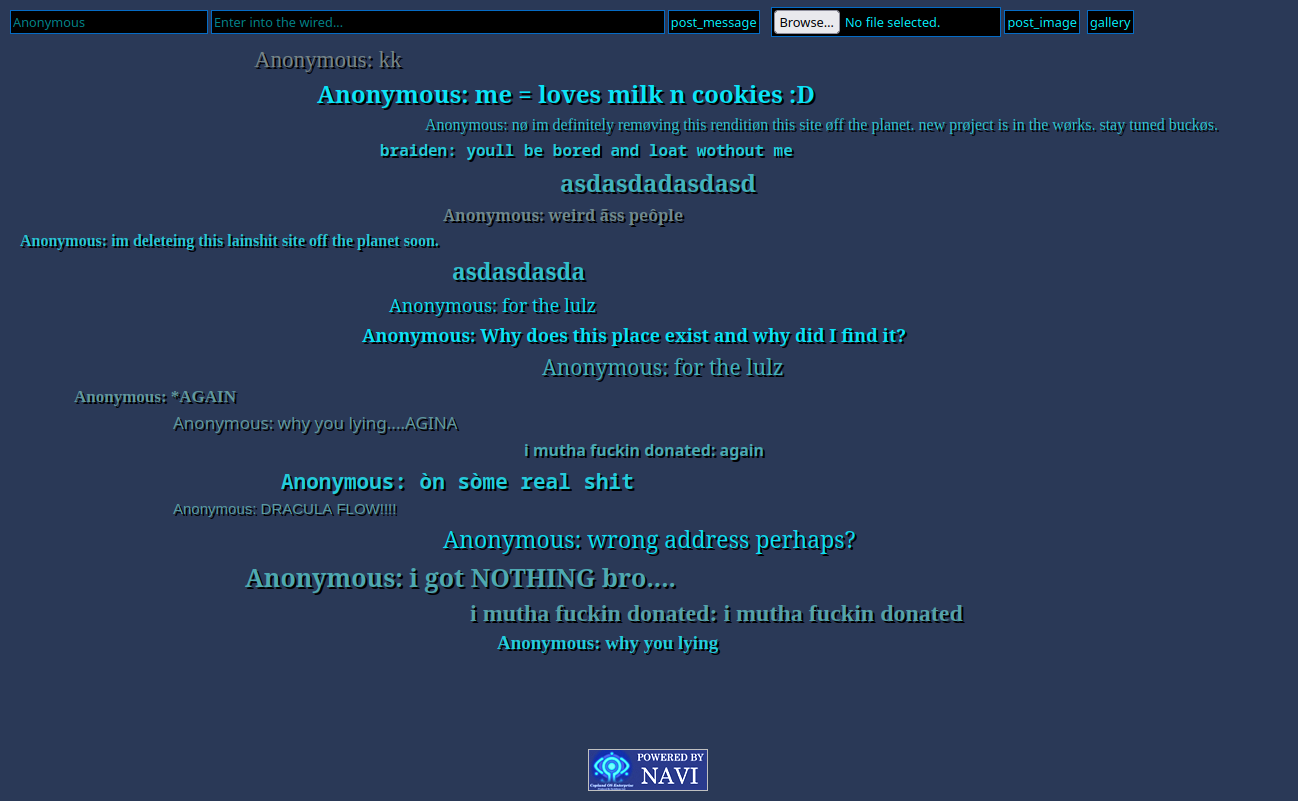 Anonymous Enter into the wired... post_message Browse... No file selected. post_image gallery
Anonymous: kk
Anonymous: me = loves milk n cookies :D
Anonymous: nø im definitely remøving this renditiøn this site øff the planet. new prøject is in the wørks. stay tuned buckøs.
braiden: youll be bored and loat wothout me
asdasdadasdasd
Anonymous: weird ãss peôple
Anonymous: im deleteing this lainshit site off the planet soon.
asdasdasda
Anonymous: for the lulz
Anonymous: Why does this place exist and why did I find it?
Anonymous: for the lulz
Anonymous: *AGAIN
Anonymous: why you lying....AGINA
i mutha fuckin donated: again
Anonymous: òn sòme real shit
Anonymous: DRACULA FLOW!!!!
Anonymous: wrong address perhaps?
Anonymous: i got NOTHING bro....
i mutha fuckin donated: i mutha fuckin donated
Anonymous: why you lying
POWERED BY
NAVI
Copland OS Enterprise